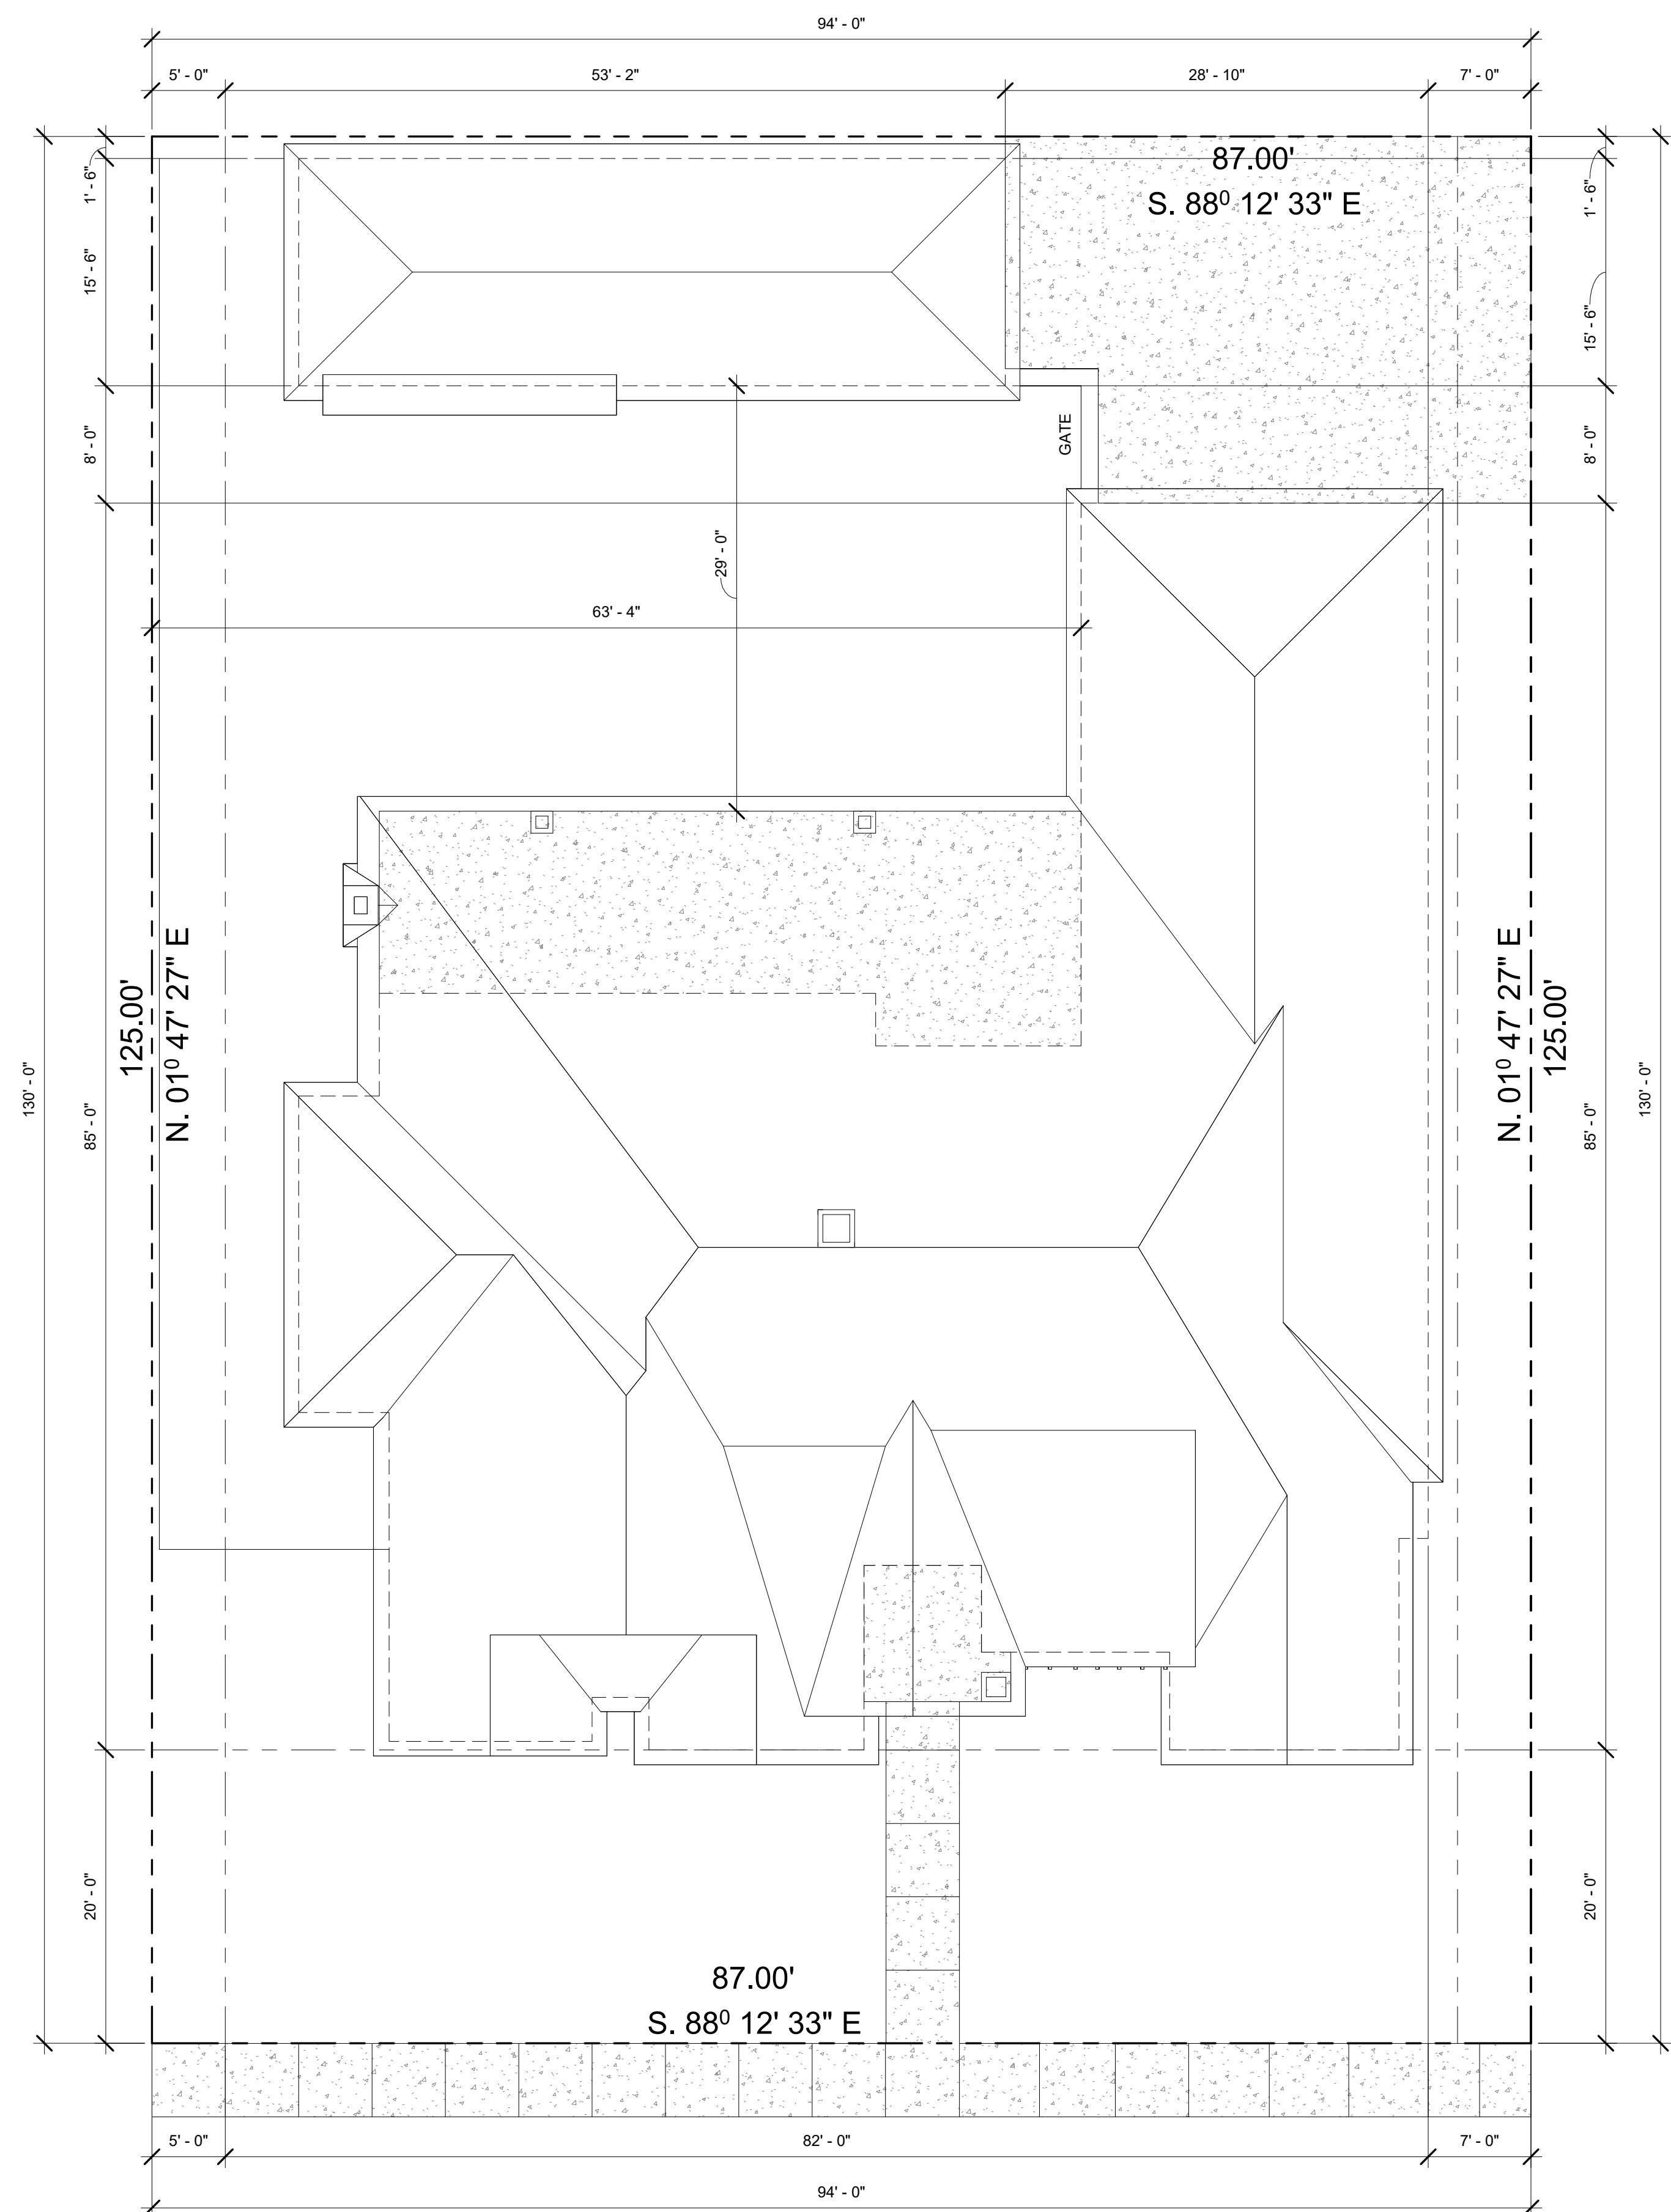 94' - 0"
5' - 0"
53' - 2"
28' - 10"
7' - 0"
87.00'
S. 88⁰ 12' 33" E
1' - 6"
1' - 6"
15' - 6"
15' - 6"
8' - 0"
GATE
8' - 0"
29' - 0"
63' - 4"
130' - 0"
85' - 0"
125.00'
N. 01⁰ 47' 27" E
N. 01⁰ 47' 27" E
125.00'
85' - 0"
130' - 0"
20' - 0"
20' - 0"
87.00'
S. 88⁰ 12' 33" E
5' - 0"
82' - 0"
7' - 0"
94' - 0"